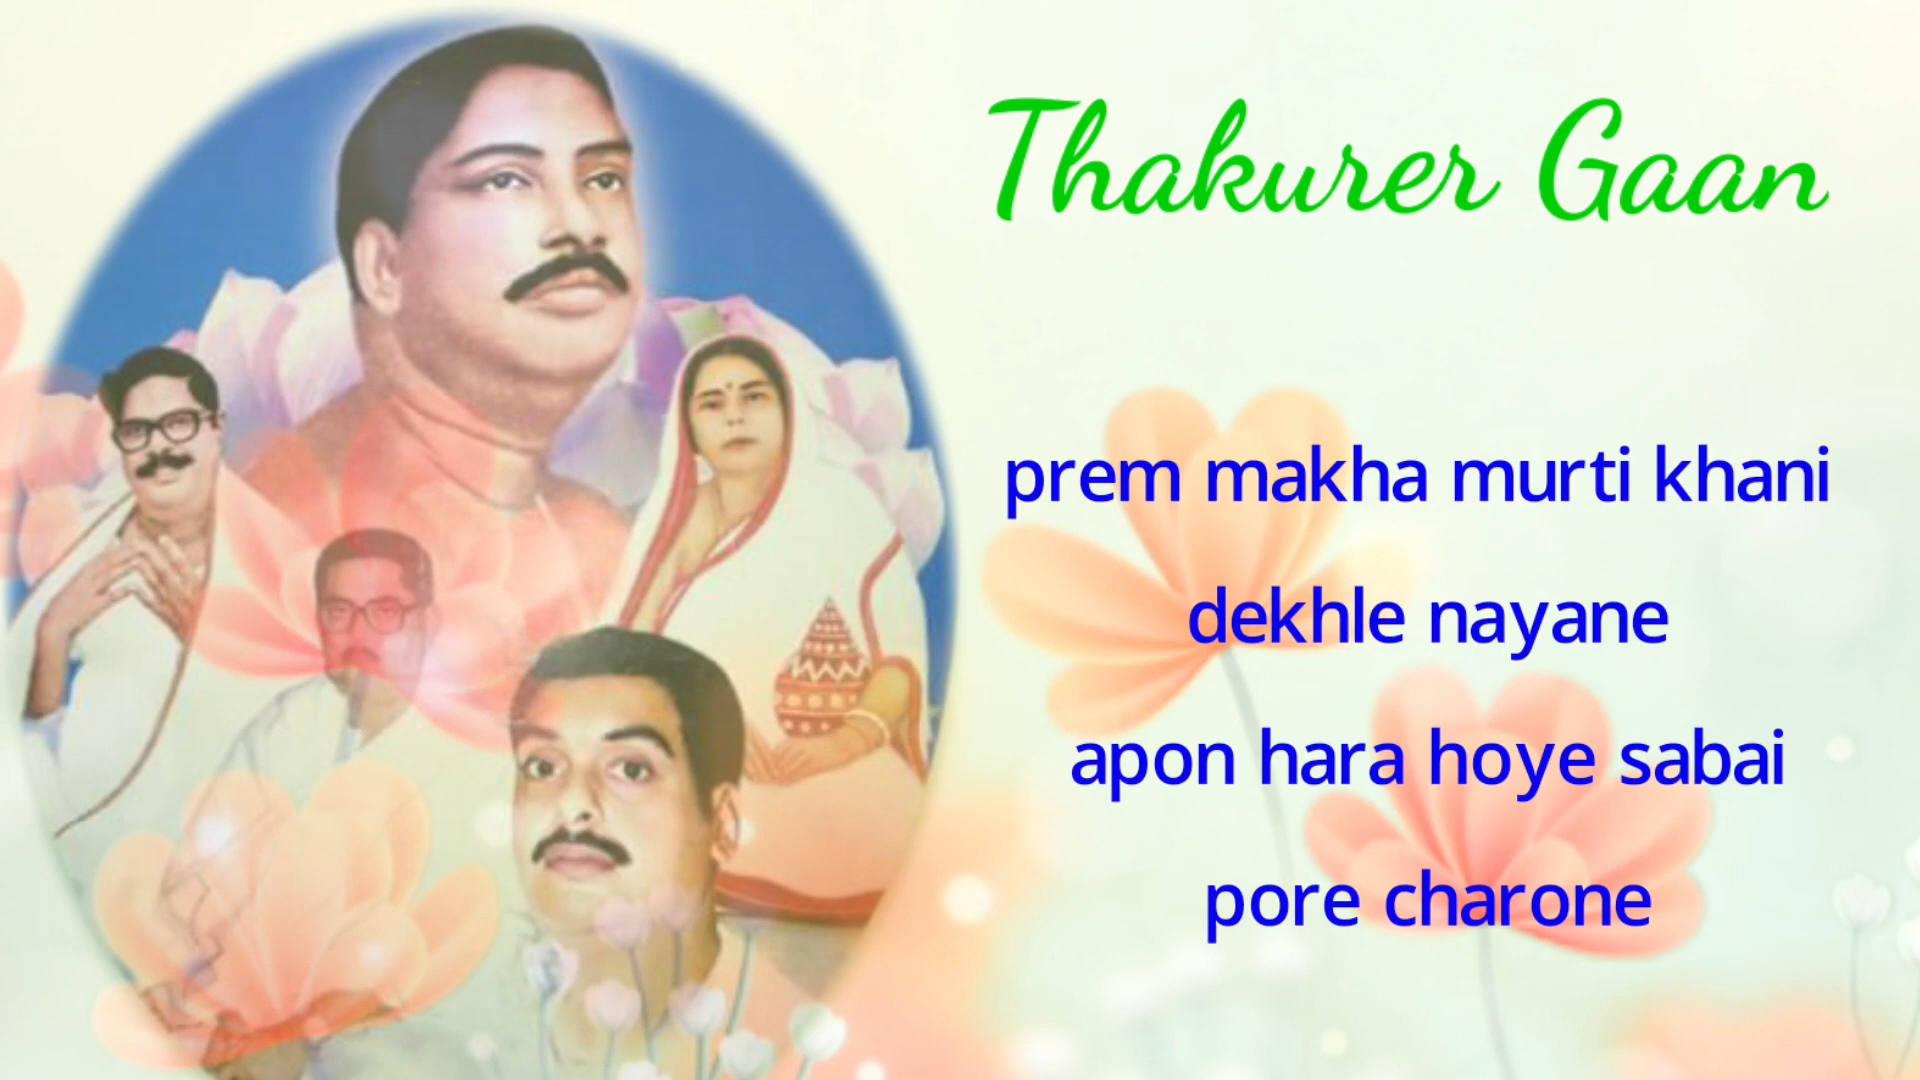 Thakurer Gaan
prem makha murti khani
dekhle nayane
apon hara hoye sabai
pore charone